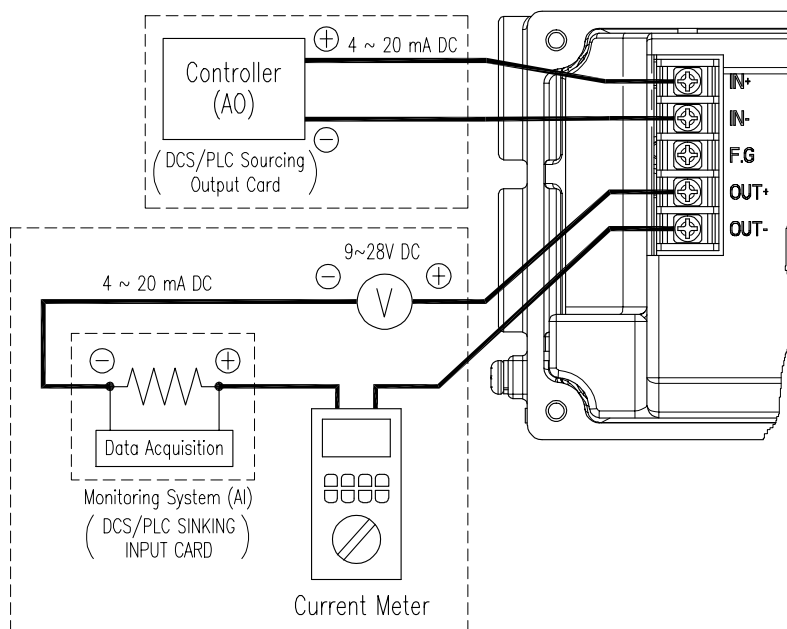 Controller
(AO)
+
4 ~ 20 mA DC
−
(DCS/PLC Sourcing
Output Card)
IN+
IN-
F.G
OUT+
OUT-
9~28V DC
−
V
+
4 ~ 20 mA DC
−
+
Data Acquisition
Monitoring System (AI)
(DCS/PLC SINKING
INPUT CARD)
Current Meter